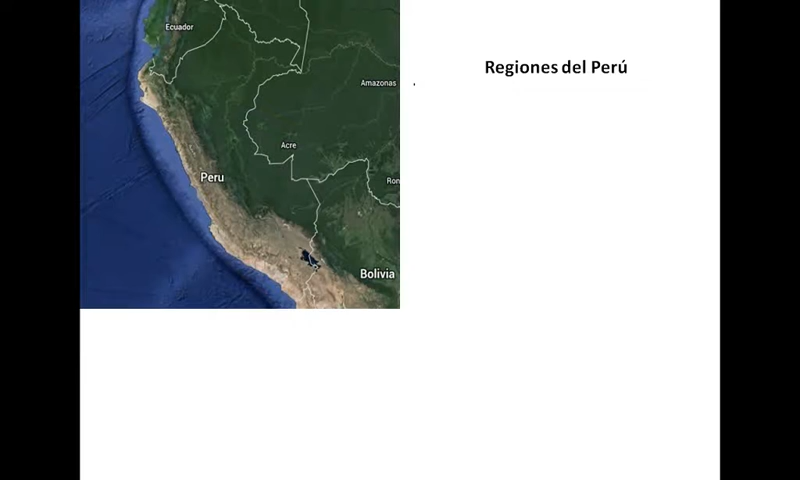 Ecuador
Regiones del Perú
Amazonas
Acre
Peru
Ron
Bolivia